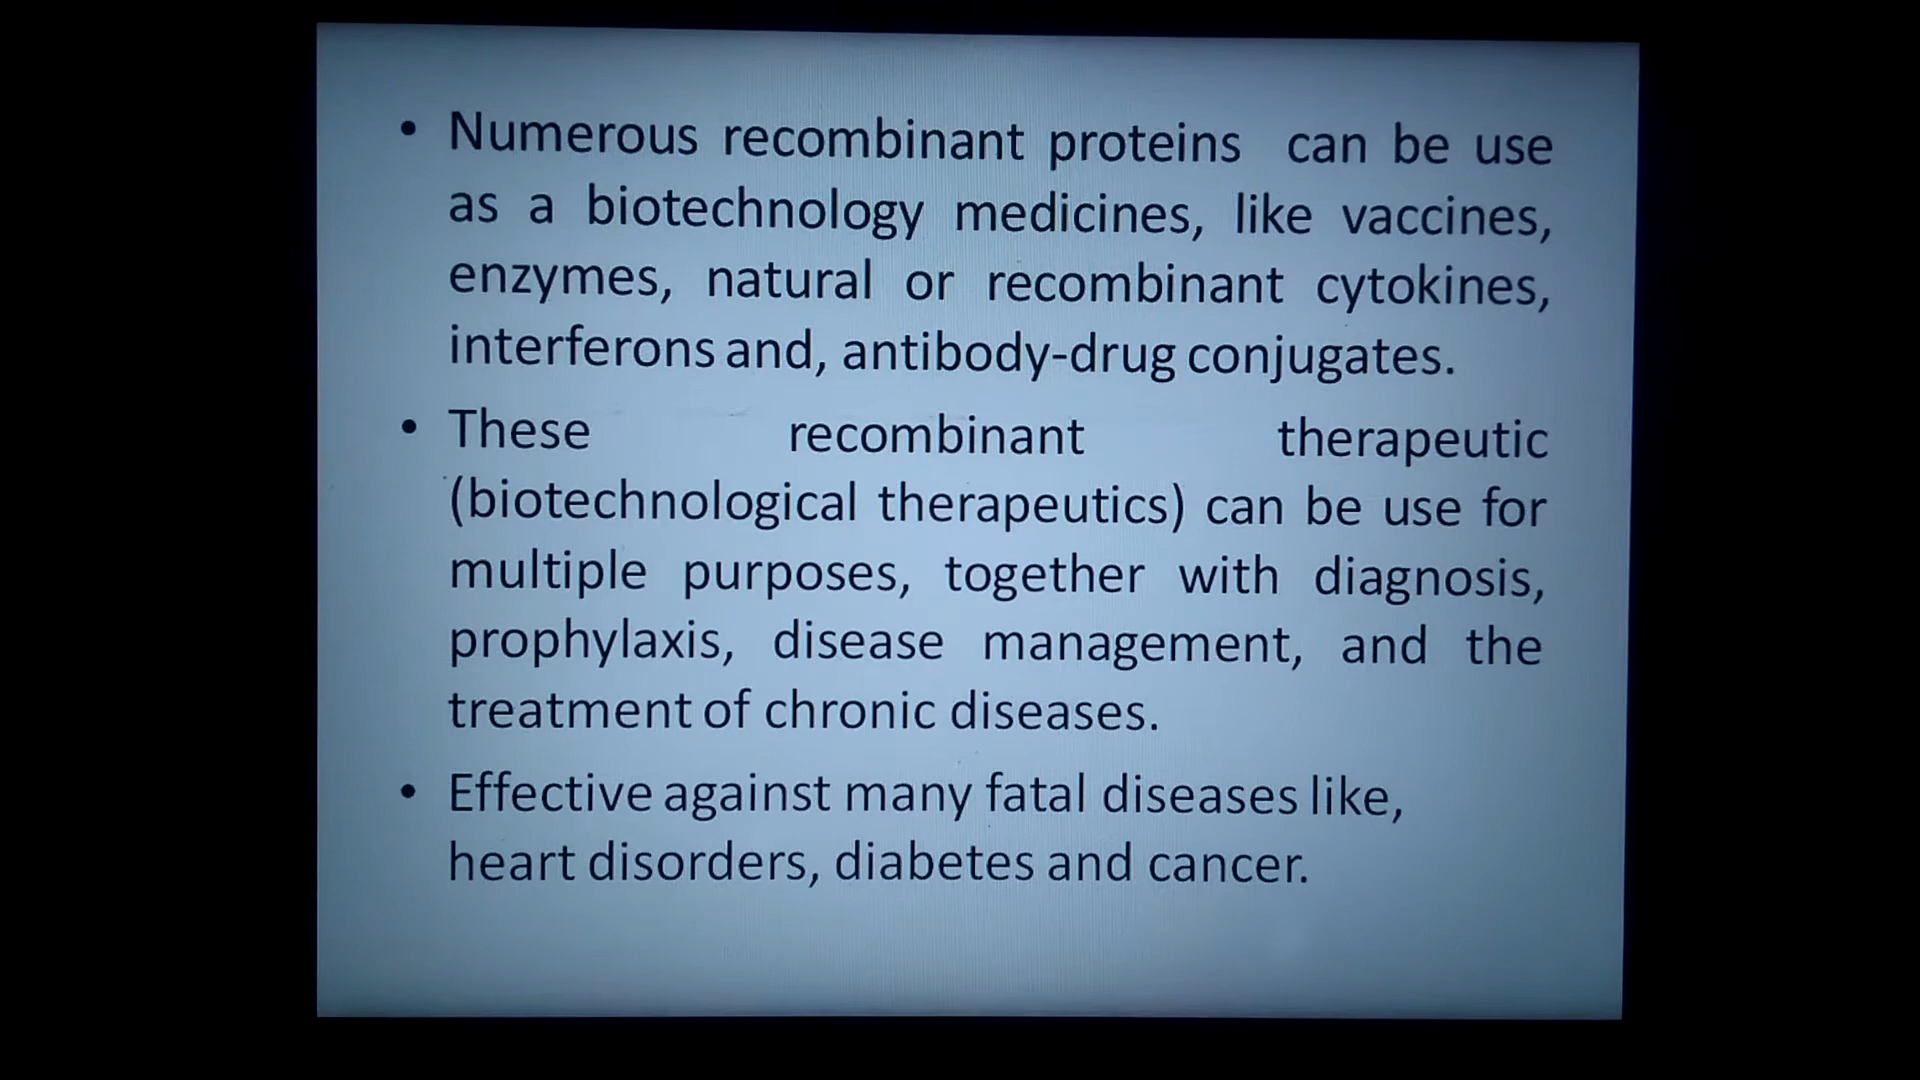 • Numerous recombinant proteins can be use
as a biotechnology medicines, like vaccines,
enzymes, natural or recombinant cytokines,
interferons and, antibody-drug conjugates.
• These recombinant therapeutic
(biotechnological therapeutics) can be use for
multiple purposes, together with diagnosis,
prophylaxis, disease management, and the
treatment of chronic diseases.
• Effective against many fatal diseases like,
heart disorders, diabetes and cancer.